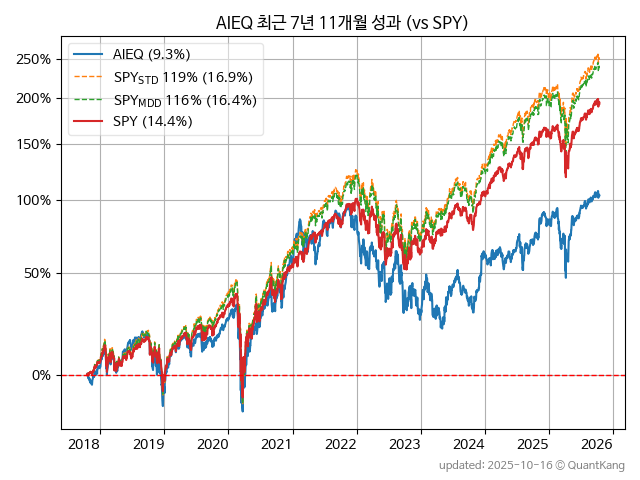 AIEQ 최근 7년 11개월 성과 (vs SPY)
AIEQ (9.3%)
SPYSTD 119% (16.9%)
SPYMDD 116% (16.4%)
SPY (14.4%)
250%
200%
150%
100%
50%
0%
2018 2019 2020 2021 2022 2023 2024 2025 2026
updated: 2025-10-16 © QuantKang